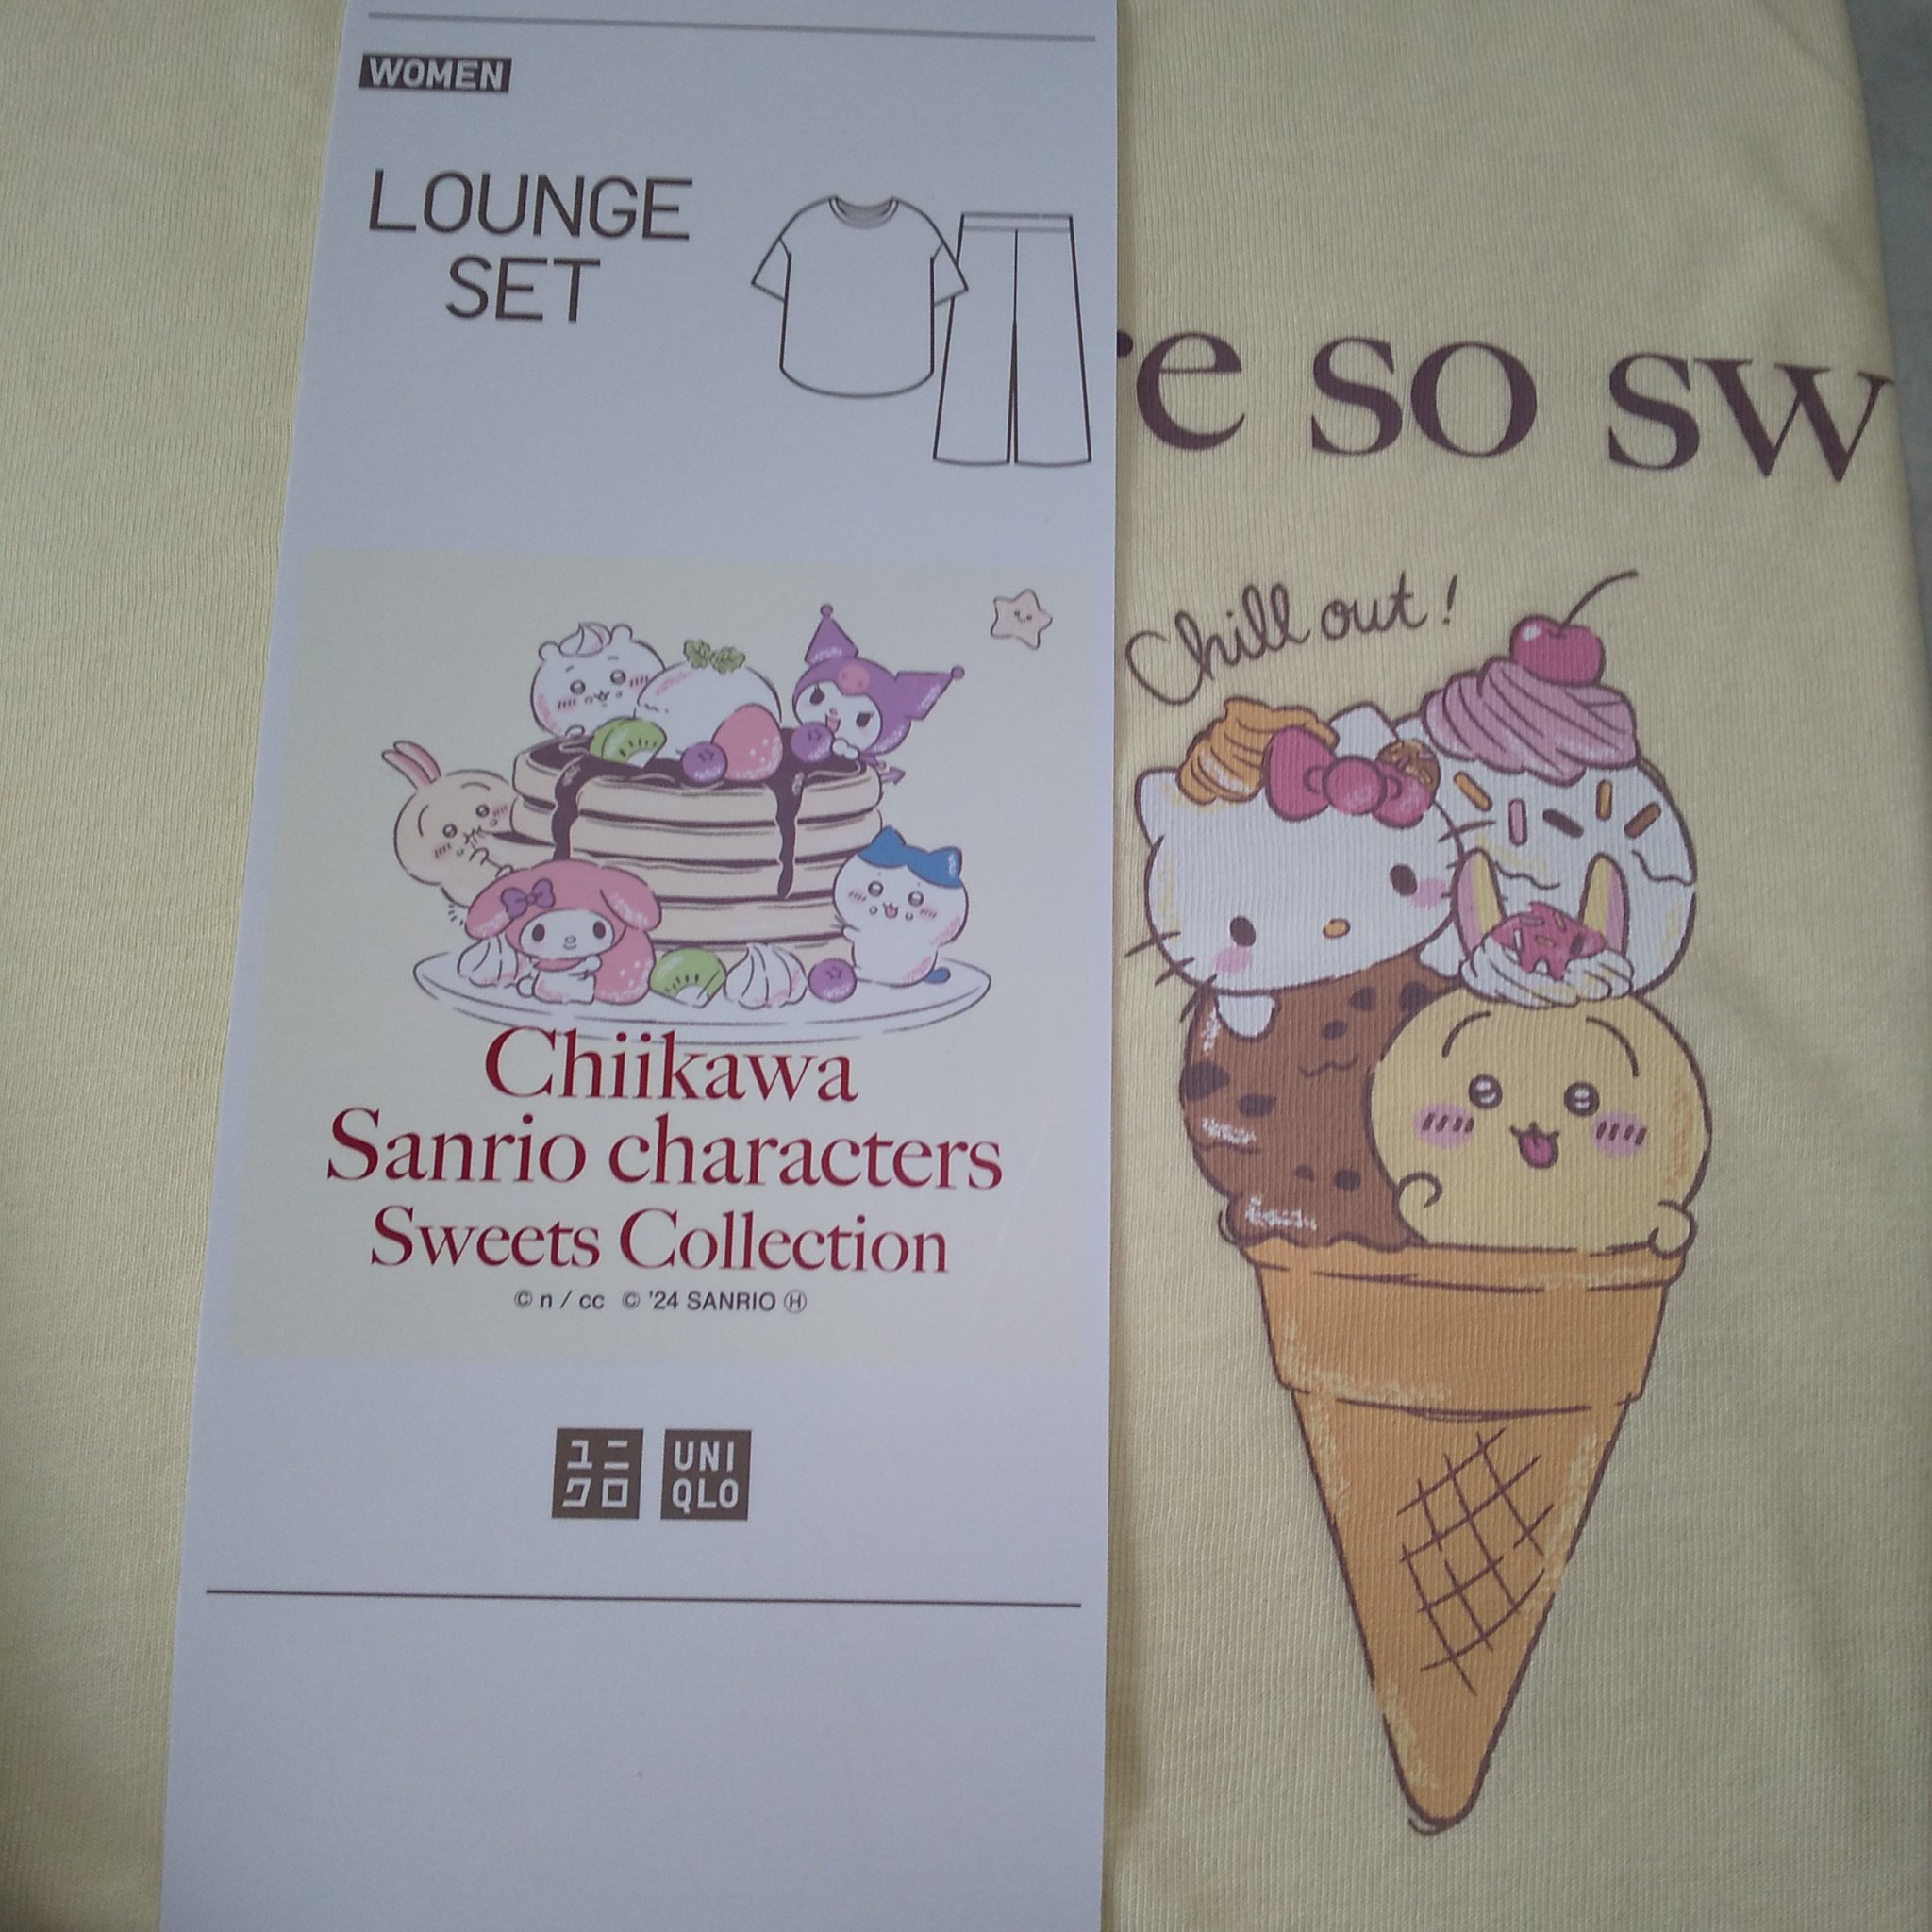 WOMEN
LOUNGE
SET
Chiikawa
Sanrio characters
Sweets Collection
© n / cc © '24 SANRIO Ⓗ
ユニ
クロ
UNI
QLO
e so sw
Chill out!